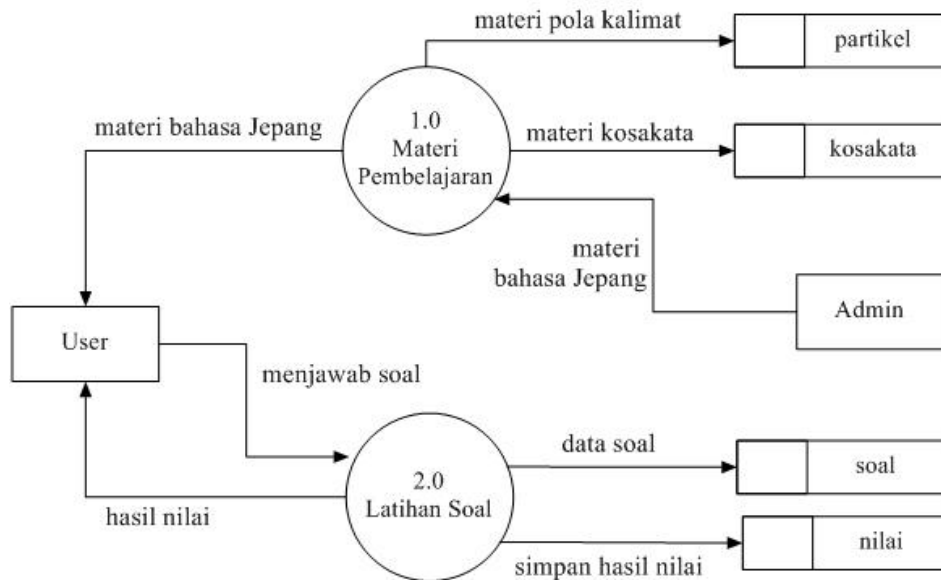 materi pola kalimat
partikel
materi bahasa Jepang
1.0
Materi
Pembelajaran
materi kosakata
kosakata
materi
bahasa Jepang
Admin
User
menjawab soal
2.0
Latihan Soal
data soal
soal
hasil nilai
simpan hasil nilai
nilai